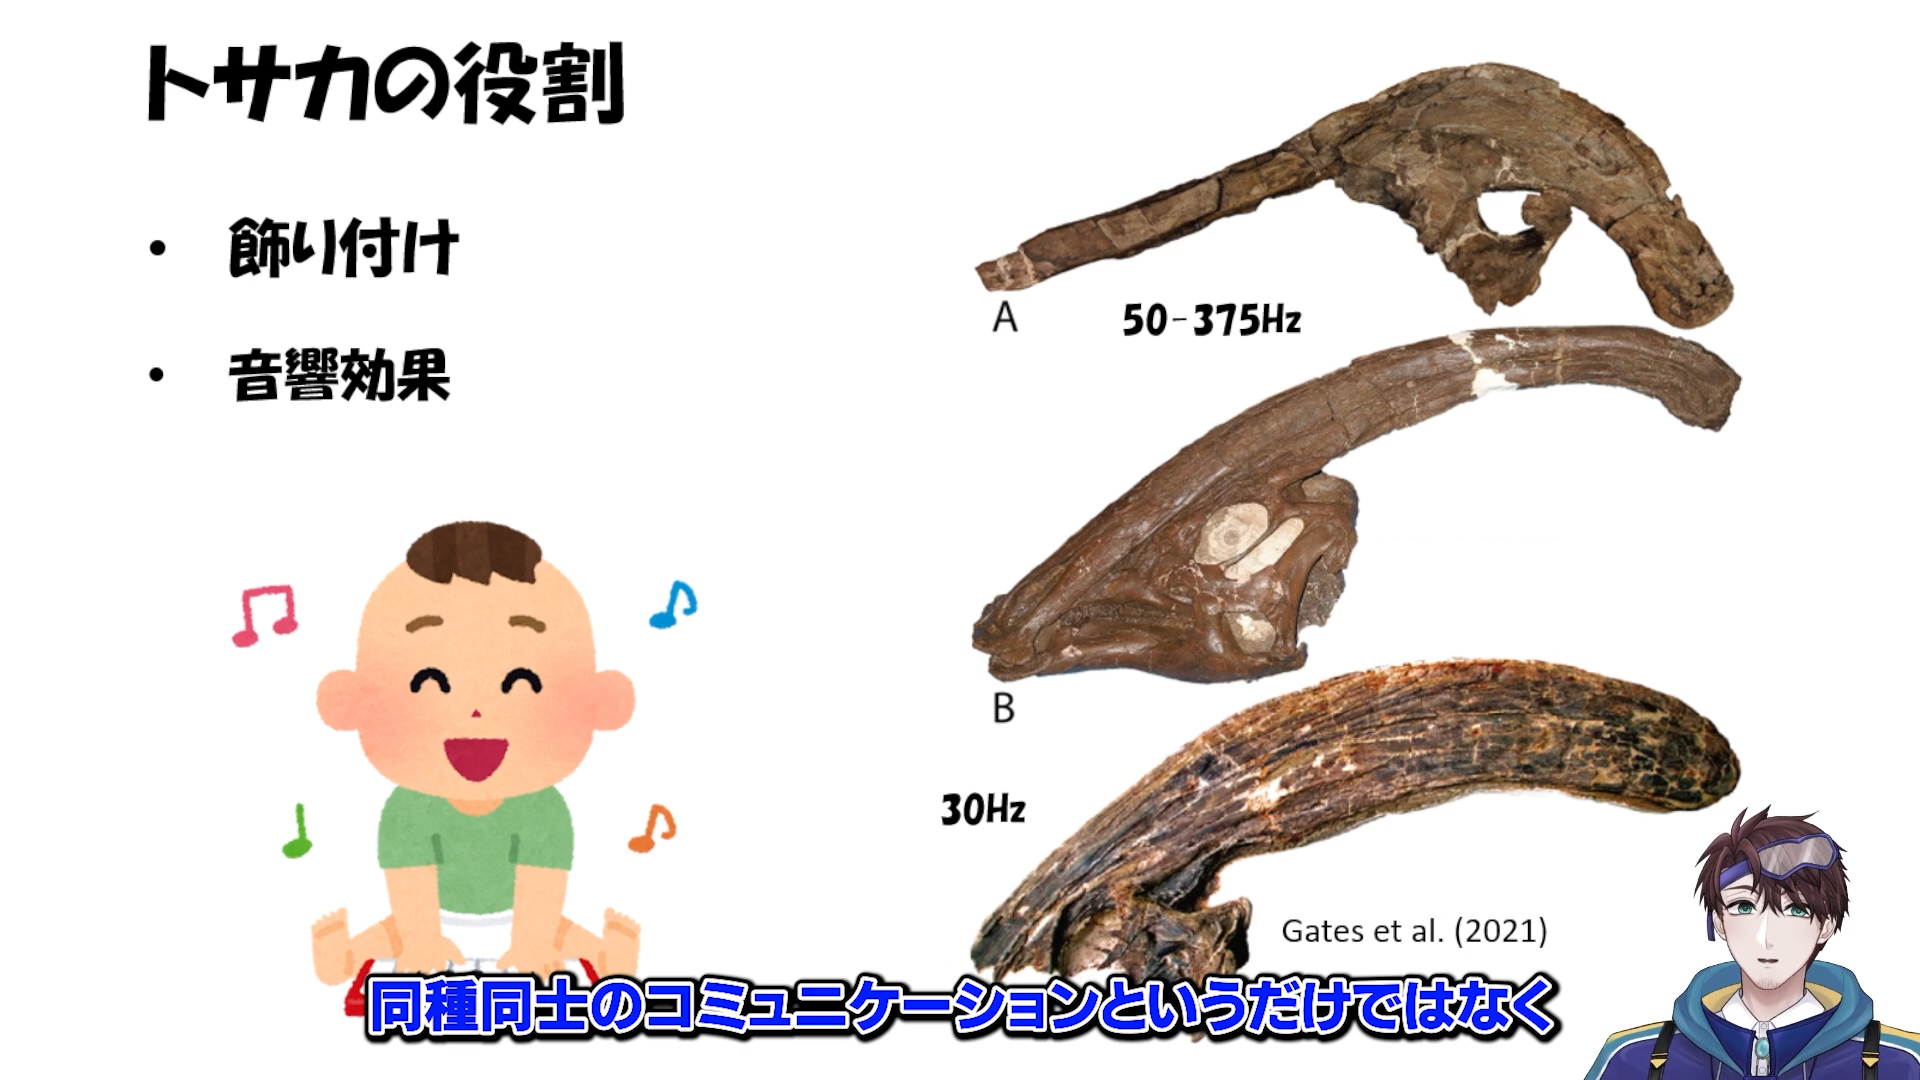 トサカの役割
• 飾り付け
• 音響効果
A
50-375Hz
B
30Hz
Gates et al. (2021)
同種同士のコミュニケーションというだけではなく